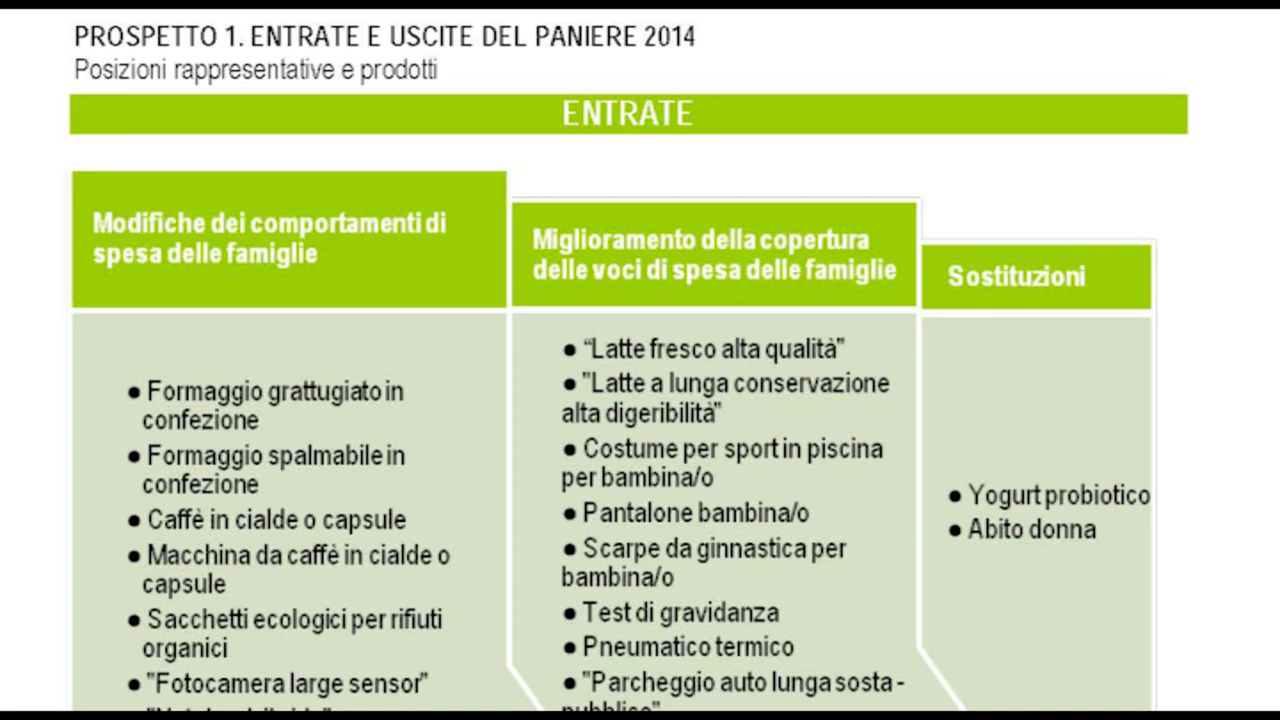 PROSPETTO 1. ENTRATE E USCITE DEL PANIERE 2014
Posizioni rappresentative e prodotti
ENTRATE
Modifiche dei comportamenti di
spesa delle famiglie
● Formaggio grattugiato in
confezione
● Formaggio spalmabile in
confezione
● Caffè in cialde o capsule
● Macchina da caffè in cialde o
capsule
● Sacchetti ecologici per rifiuti
organici
● "Fotocamera large sensor"
Miglioramento della copertura
delle voci di spesa delle famiglie
● “Latte fresco alta qualità”
● "Latte a lunga conservazione
alta digeribilità"
● Costume per sport in piscina
per bambina/o
● Pantalone bambina/o
● Scarpe da ginnastica per
bambina/o
● Test di gravidanza
● Pneumatico termico
● "Parcheggio auto lunga sosta -
Sostituzioni
● Yogurt probiotico
● Abito donna